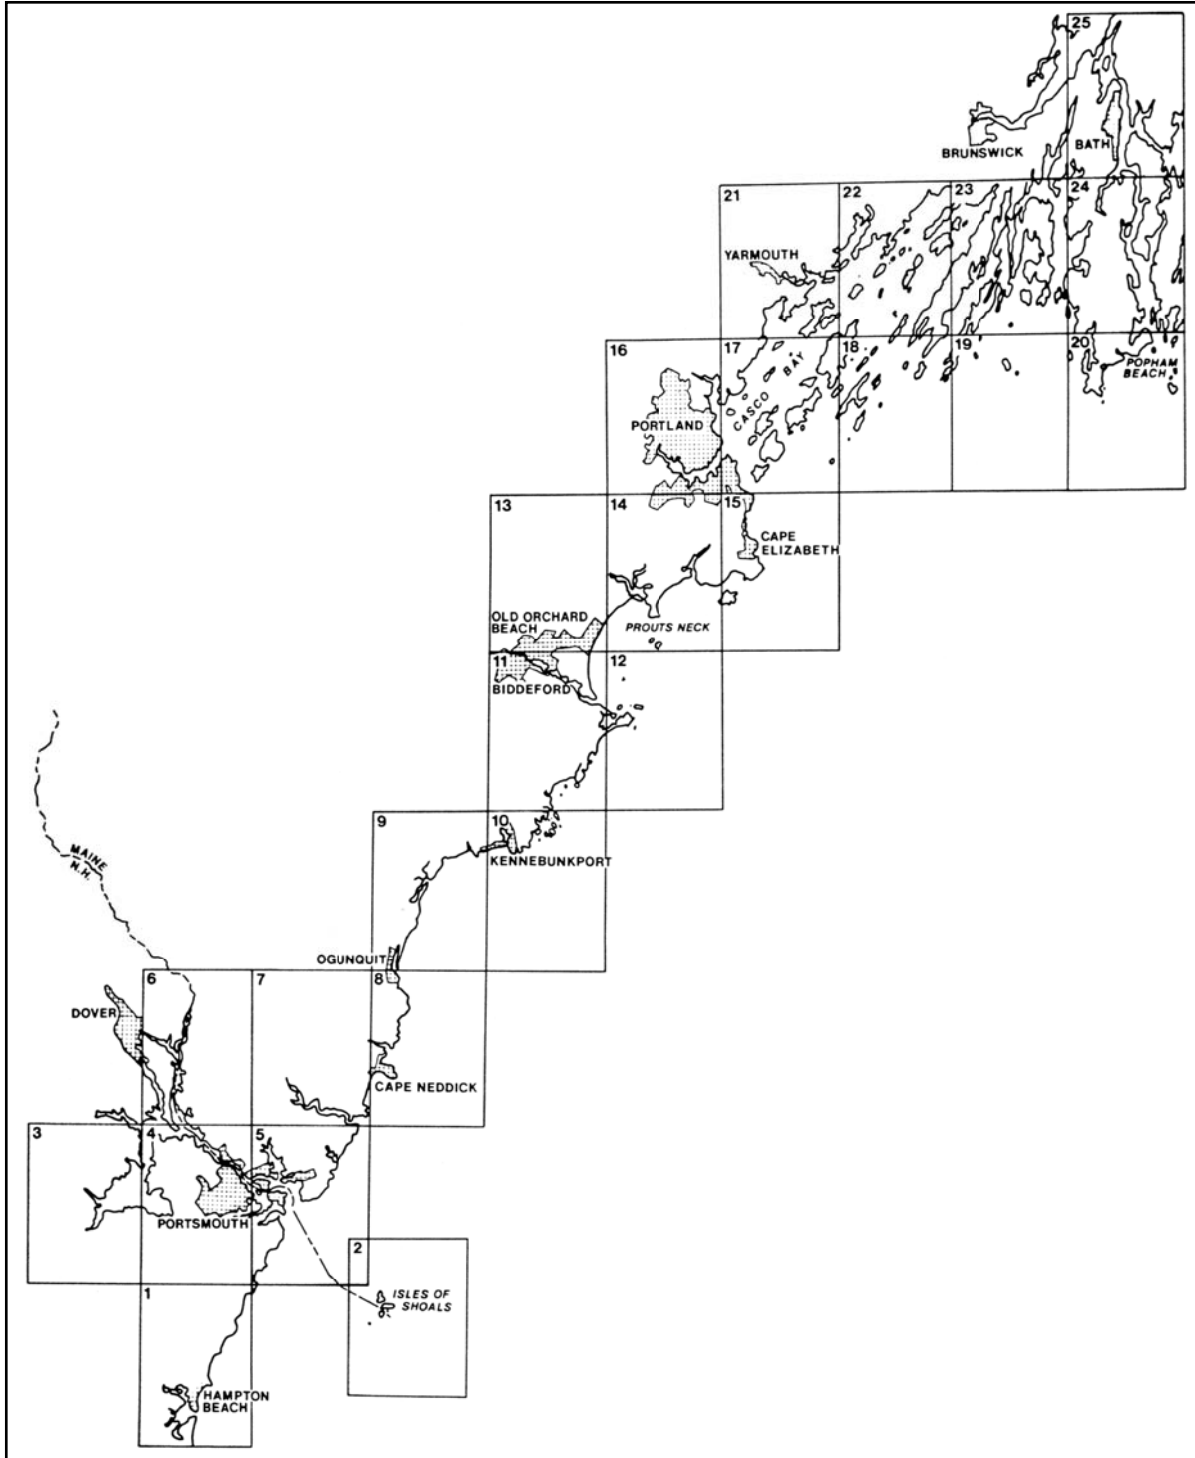 25
BRUNSWICK
BATH
21
22
23
24
YARMOUTH
16
17
18
19
20
CASCO BAY
POPHAM
BEACH
PORTLAND
13
14
15
CAPE
ELIZABETH
OLD ORCHARD
BEACH
PROUTS NECK
11
12
BIDDEFORD
9
10
KENNEBUNKPORT
MAINE
N.H.
OGUNQUIT
6
7
8
DOVER
CAPE NEDDICK
3
4
5
PORTSMOUTH
2
1
ISLES OF
SHOALS
HAMPTON
BEACH